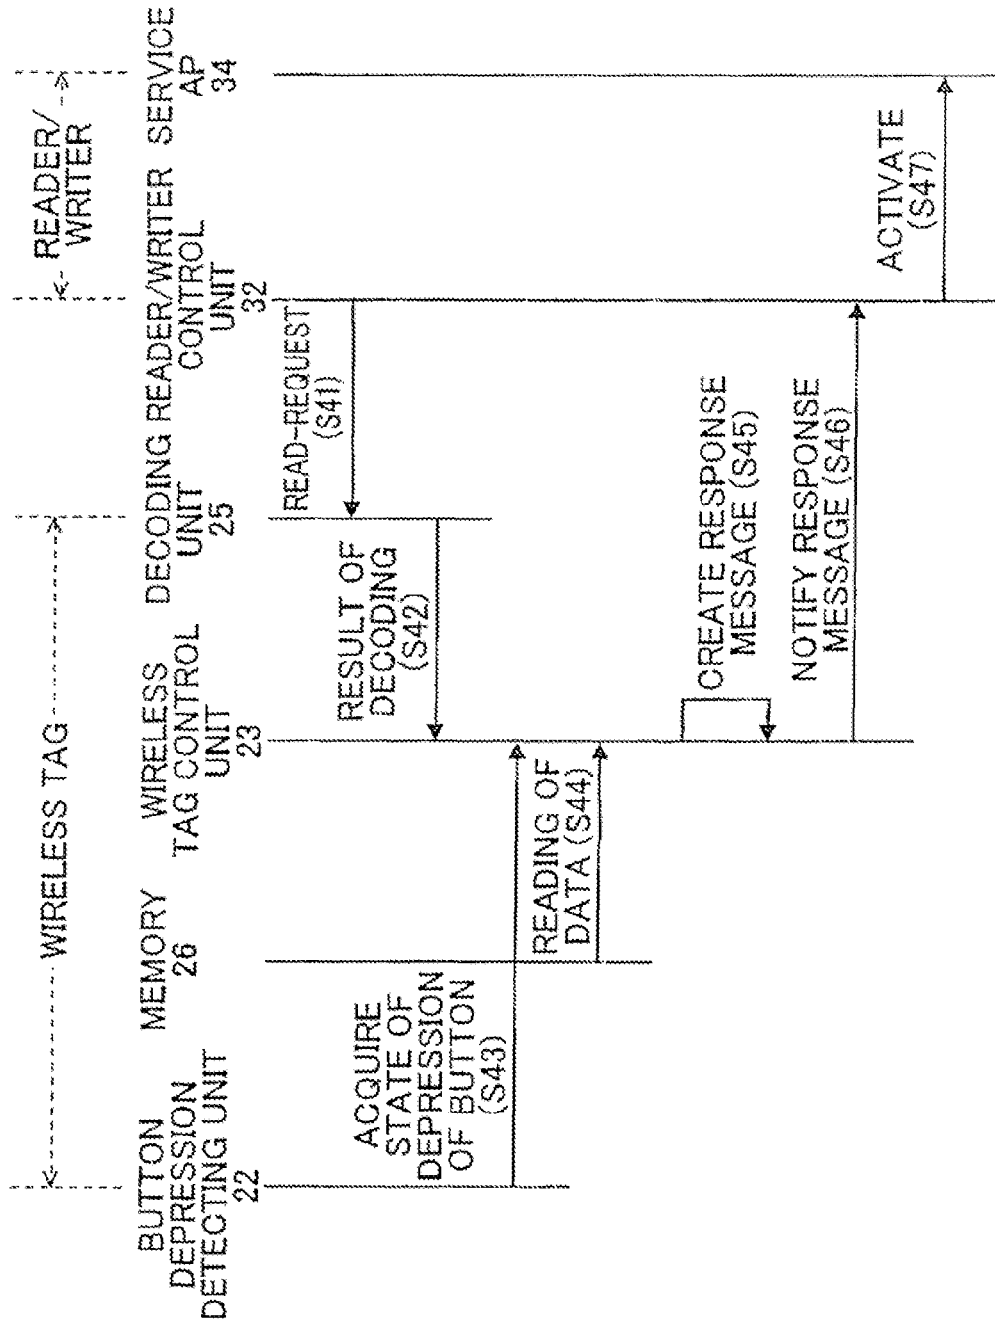 WIRELESS TAG
READER/
WRITER
BUTTON
DEPRESSION
DETECTING UNIT
22
MEMORY
26
WIRELESS
TAG CONTROL
UNIT
23
DECODING
UNIT
25
READER/WRITER
CONTROL
UNIT
32
SERVICE
AP
34
READ-REQUEST
(S41)
RESULT OF
DECODING
(S42)
ACQUIRE
STATE OF
DEPRESSION
OF BUTTON
(S43)
READING OF
DATA (S44)
CREATE RESPONSE
MESSAGE (S45)
NOTIFY RESPONSE
MESSAGE (S46)
ACTIVATE
(S47)